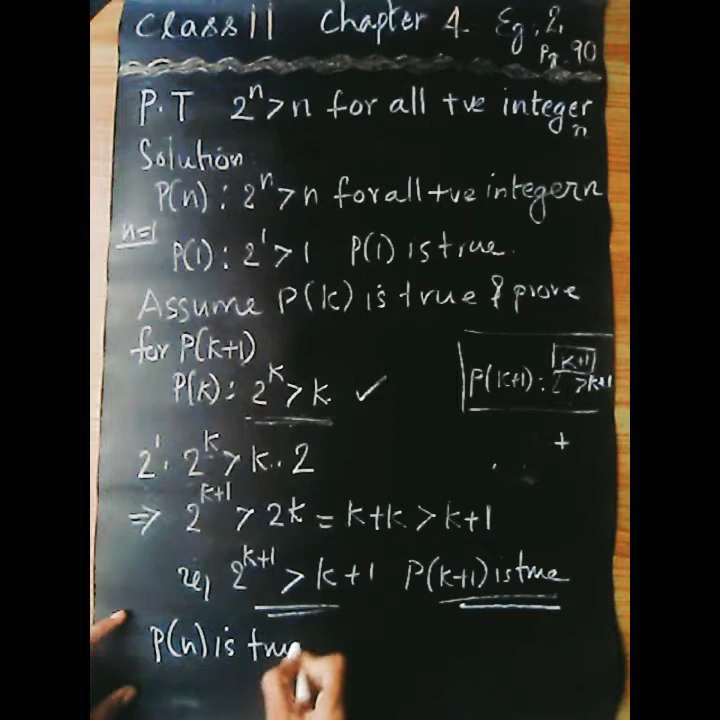 Class 11 Chapter 4. Eg. 2,
Pg. 90
P.T 2ⁿ>n for all +ve integer n
Solution
P(n) : 2ⁿ>n for all +ve integer n
n=1
P(1) : 2¹>1 P(1) is true.
Assume P(k) is true & prove
for P(k+1)
P(k) : 2ᵏ>k. ✓
P(k+1) : 2ᵏ⁺¹>k+1
+
2¹. 2ᵏ>k. 2
⇒ 2ᵏ⁺¹ > 2k = k+k > k+1
ie, 2ᵏ⁺¹ > k+1 P(k+1) is true
P(n) is true